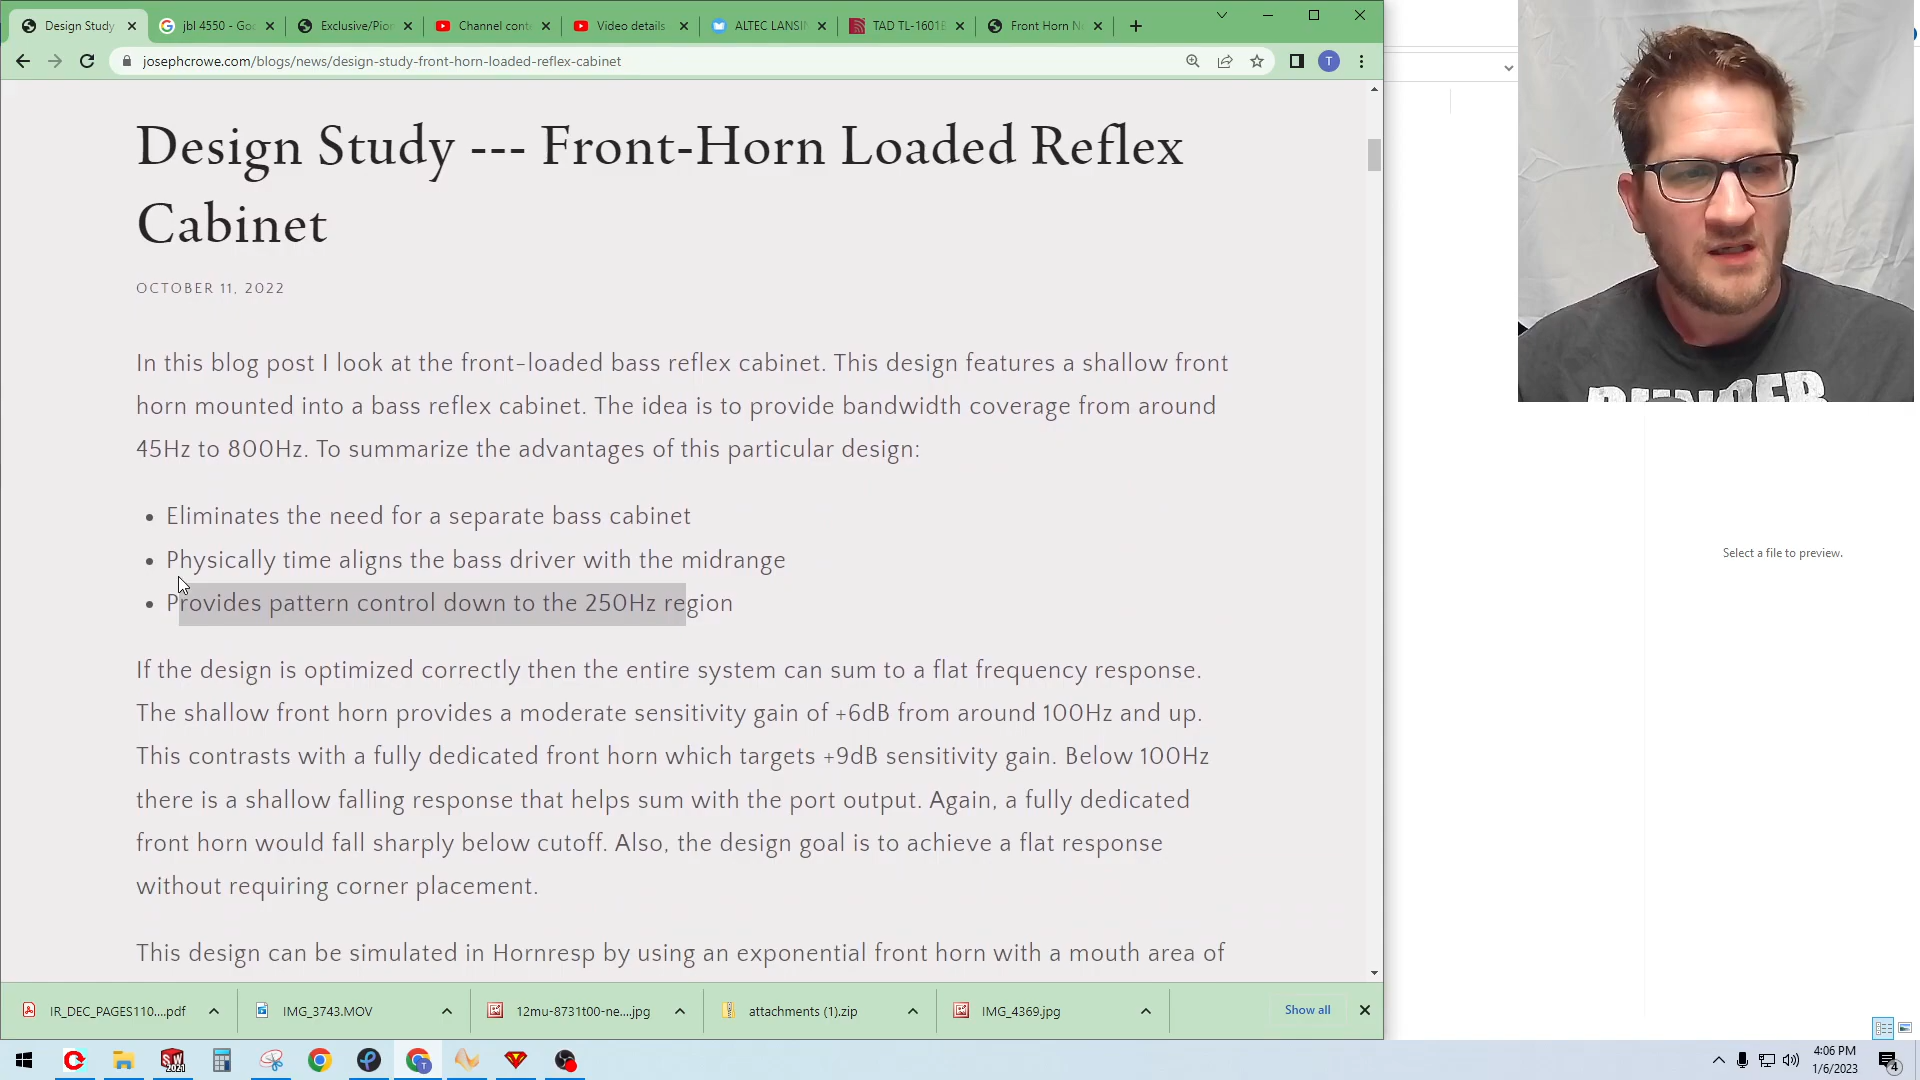 Design Study
jbl 4550 - Goo
Exclusive/Pio
Channel cont
Video details
ALTEC LANSIN
TAD TL-1601B
Front Horn N
josephcrowe.com/blogs/news/design-study-front-horn-loaded-reflex-cabinet
T
Design Study --- Front-Horn Loaded Reflex
Cabinet
OCTOBER 11, 2022
In this blog post I look at the front-loaded bass reflex cabinet. This design features a shallow front
horn mounted into a bass reflex cabinet. The idea is to provide bandwidth coverage from around
45Hz to 800Hz. To summarize the advantages of this particular design:
• Eliminates the need for a separate bass cabinet
• Physically time aligns the bass driver with the midrange
• Provides pattern control down to the 250Hz region
If the design is optimized correctly then the entire system can sum to a flat frequency response.
The shallow front horn provides a moderate sensitivity gain of +6dB from around 100Hz and up.
This contrasts with a fully dedicated front horn which targets +9dB sensitivity gain. Below 100Hz
there is a shallow falling response that helps sum with the port output. Again, a fully dedicated
front horn would fall sharply below cutoff. Also, the design goal is to achieve a flat response
without requiring corner placement.
This design can be simulated in Hornresp by using an exponential front horn with a mouth area of
Select a file to preview.
IR_DEC_PAGES110....pdf
IMG_3743.MOV
12mu-8731t00-ne....jpg
attachments (1).zip
IMG_4369.jpg
Show all
SW
2021
T
4:06 PM
1/6/2023
4